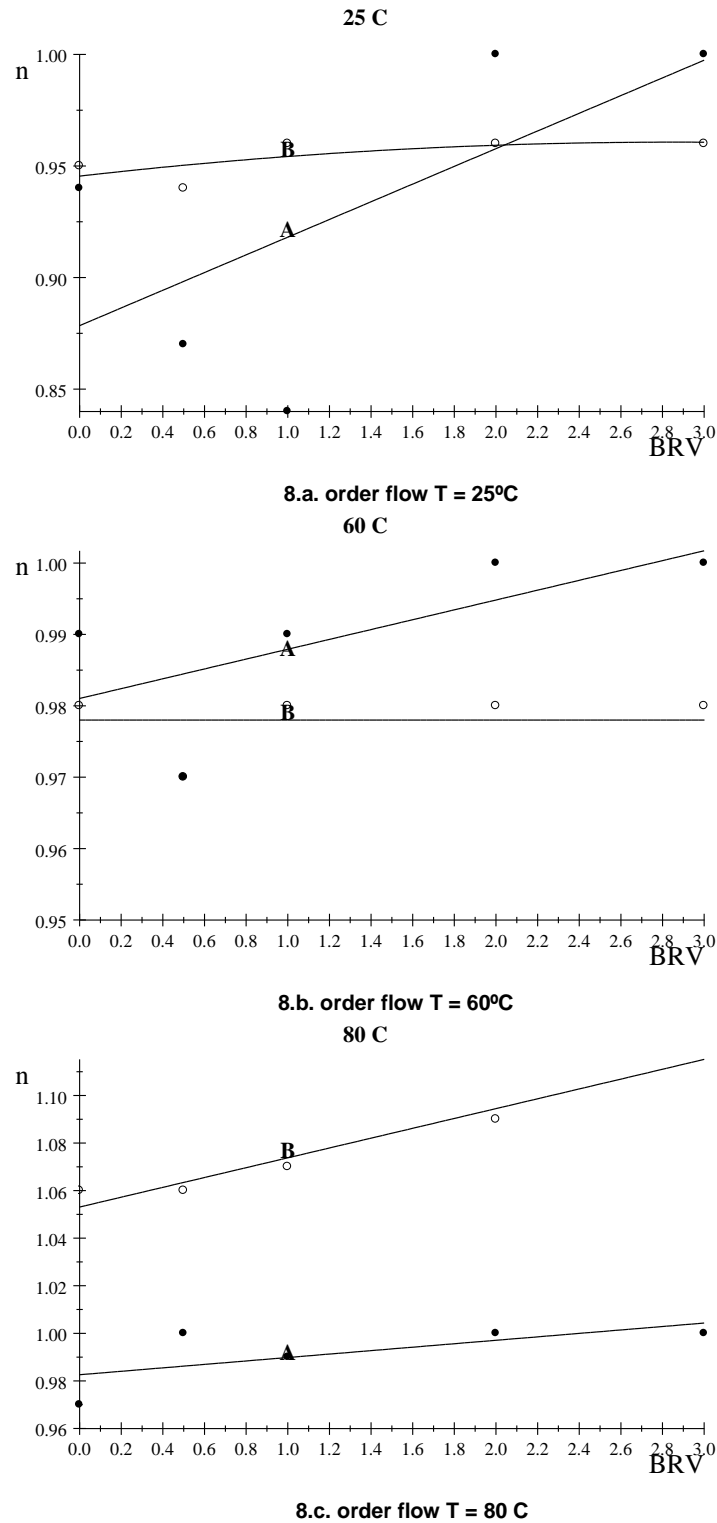 25 C
n
1.00
0.95
0.90
0.85
B
A
0.0 0.2 0.4 0.6 0.8 1.0 1.2 1.4 1.6 1.8 2.0 2.2 2.4 2.6 2.8 3.0
BRV
8.a. order flow T = 25ºC
60 C
n
1.00
0.99
0.98
0.97
0.96
0.95
A
B
0.0 0.2 0.4 0.6 0.8 1.0 1.2 1.4 1.6 1.8 2.0 2.2 2.4 2.6 2.8 3.0
BRV
8.b. order flow T = 60ºC
80 C
n
1.10
1.08
1.06
1.04
1.02
1.00
0.98
0.96
B
A
0.0 0.2 0.4 0.6 0.8 1.0 1.2 1.4 1.6 1.8 2.0 2.2 2.4 2.6 2.8 3.0
BRV
8.c. order flow T = 80 C